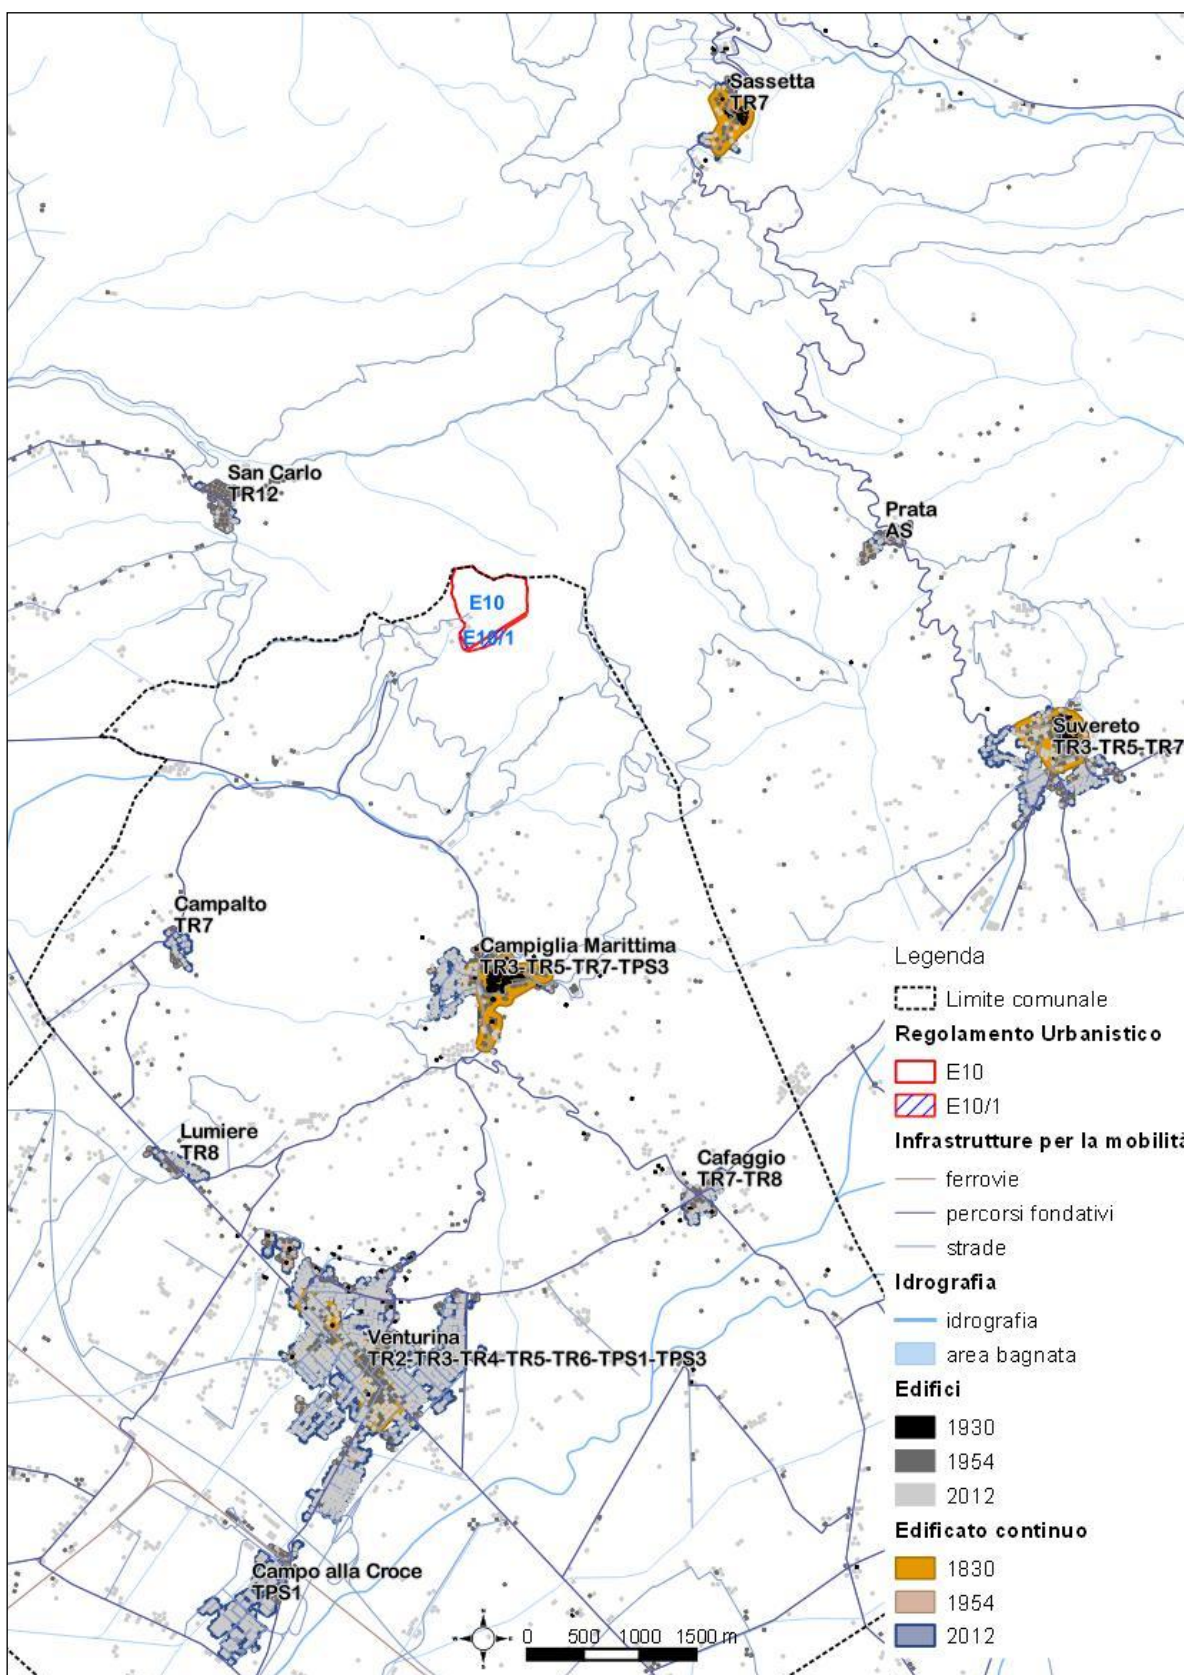 Sassetta
TR7
San Carlo
TR12
Prata
AS
E10
E10/1
Suvereto
TR3-TR5-TR7
Campalto
TR7
Campiglia Marittima
TR3-TR5-TR7-TPS3
Lumiere
TR8
Cafaggio
TR7-TR8
Venturina
TR2-TR3-TR4-TR5-TR6-TPS1-TPS3
Campo alla Croce
TPS1
0 500 1000 1500 m
Legenda
Limite comunale
Regolamento Urbanistico
E10
E10/1
Infrastrutture per la mobilità
ferrovie
percorsi fondativi
strade
Idrografia
idrografia
area bagnata
Edifici
1930
1954
2012
Edificato continuo
1830
1954
2012